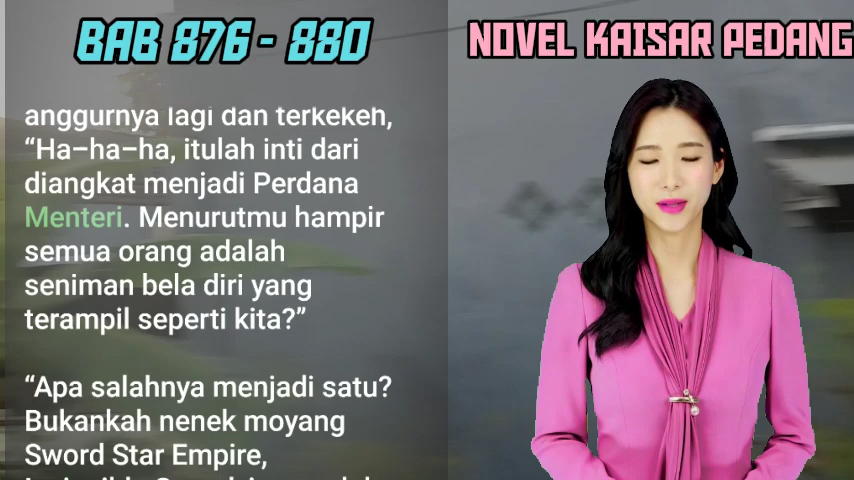 BAB 876 - 880
NOVEL KAISAR PEDANG
anggurnya lagi dan terkekeh,
“Ha–ha–ha, itulah inti dari
diangkat menjadi Perdana
Menteri. Menurutmu hampir
semua orang adalah
seniman bela diri yang
terampil seperti kita?”
“Apa salahnya menjadi satu?
Bukankah nenek moyang
Sword Star Empire,